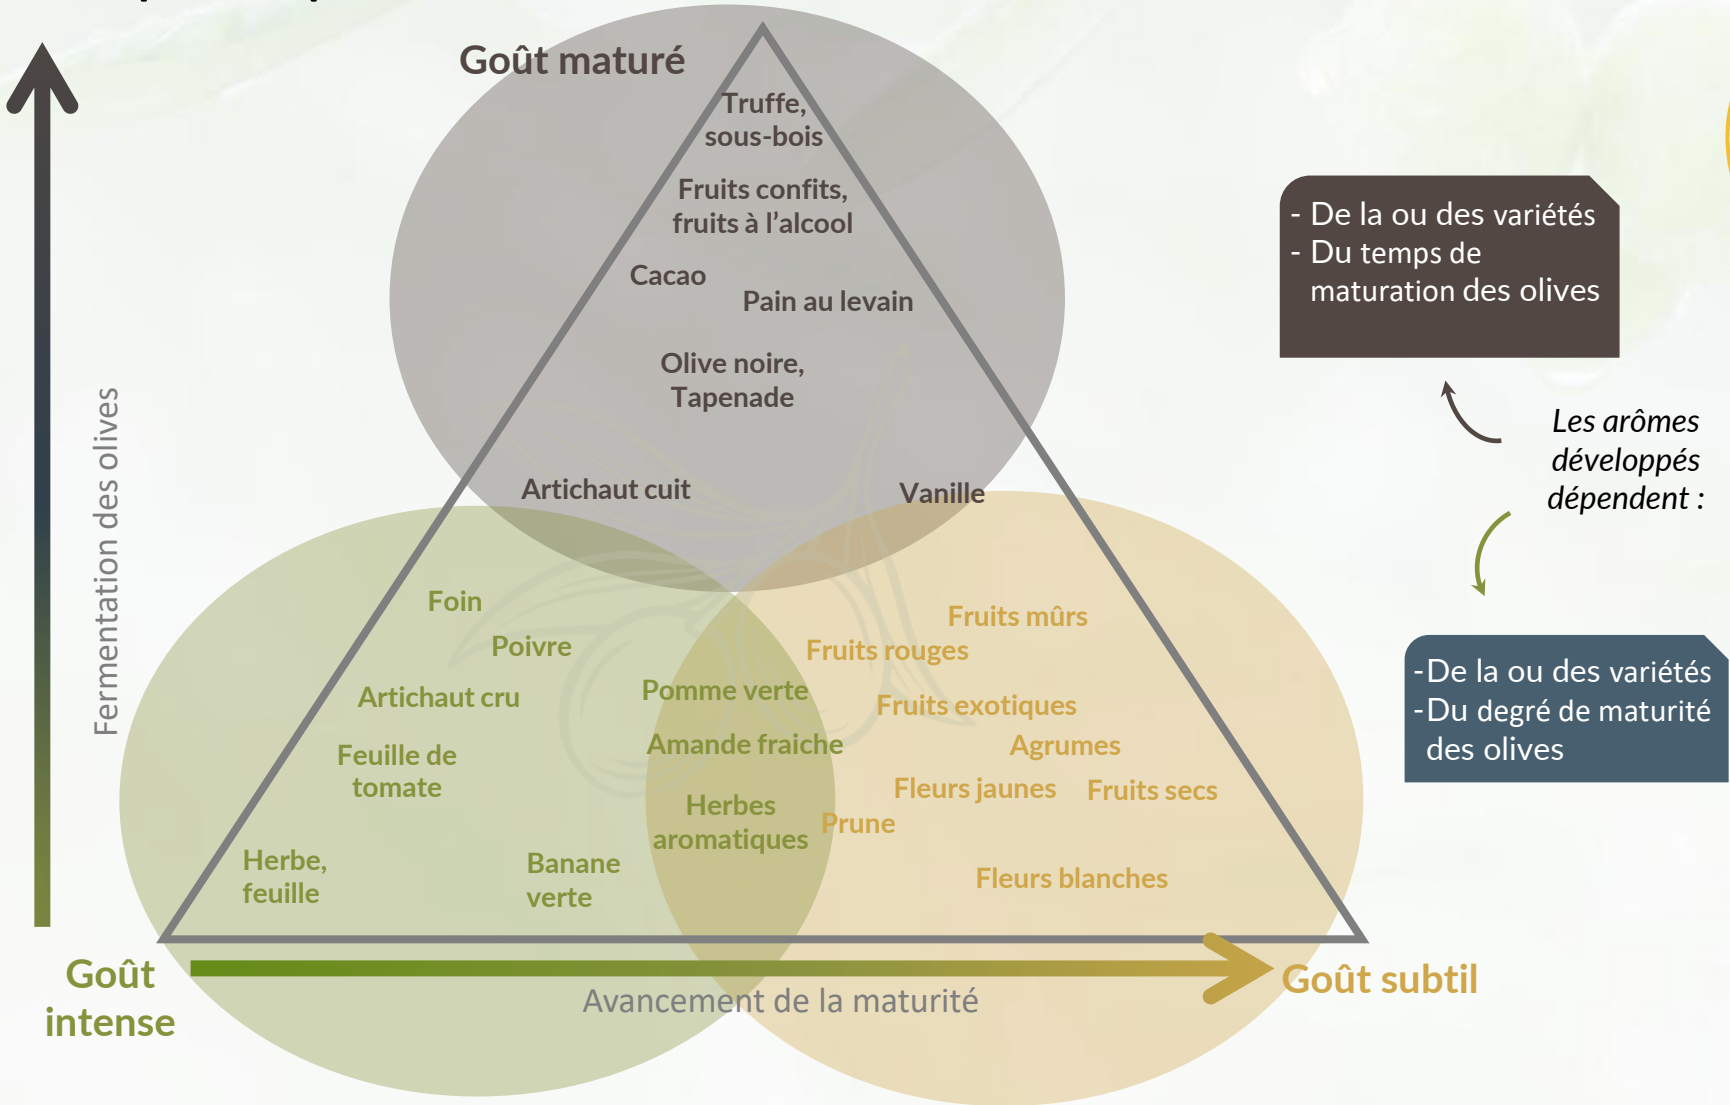 Goût maturé
Truffe,
sous-bois
Fruits confits,
fruits à l’alcool
Cacao
Pain au levain
Olive noire,
Tapenade
Artichaut cuit
Vanille
Fermentation des olives
Foin
Poivre
Artichaut cru
Feuille de
tomate
Herbe,
feuille
Banane
verte
Pomme verte
Amande fraiche
Herbes
aromatiques
Fruits mûrs
Fruits rouges
Fruits exotiques
Agrumes
Fleurs jaunes
Fruits secs
Prune
Fleurs blanches
Goût
intense
Avancement de la maturité
Goût subtil
- De la ou des variétés
- Du temps de
maturation des olives
Les arômes
développés
dépendent :
-De la ou des variétés
-Du degré de maturité
des olives